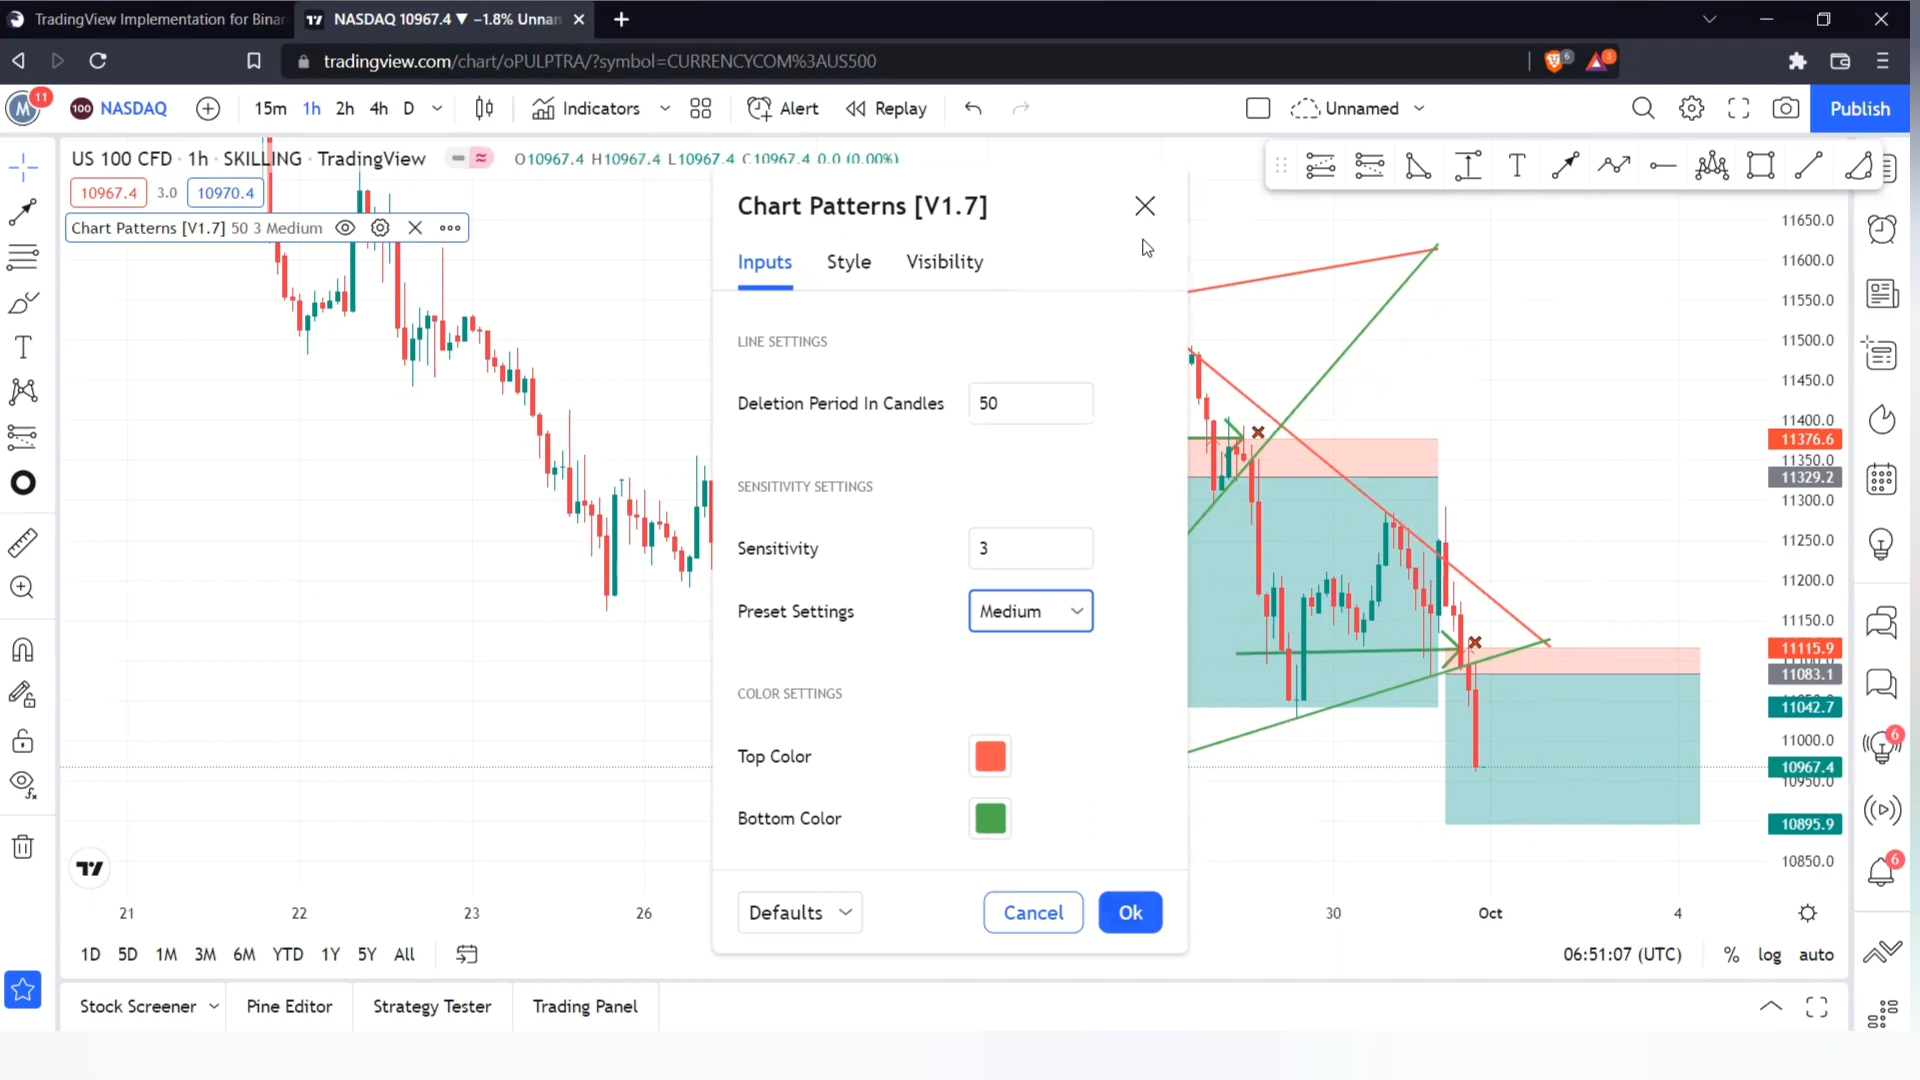 TradingView Implementation for Binar
NASDAQ 10967.4 ▼ −1.8% Unnan
tradingview.com/chart/oPULPTRA/?symbol=CURRENCYCOM%3AUS500
6
3
M
11
100
NASDAQ
15m
1h
2h
4h
D
Indicators
Alert
Replay
Unnamed
Publish
US 100 CFD · 1h · SKILLING · TradingView
O10967.4 H10967.4 L10967.4 C10967.4 0.0 (0.00%)
10967.4
3.0
10970.4
Chart Patterns [V1.7] 50 3 Medium
Chart Patterns [V1.7]
Inputs
Style
Visibility
LINE SETTINGS
Deletion Period In Candles
50
SENSITIVITY SETTINGS
Sensitivity
3
Preset Settings
Medium
COLOR SETTINGS
Top Color
Bottom Color
Defaults
Cancel
Ok
11650.0
11600.0
11550.0
11500.0
11450.0
11400.0
11376.6
11350.0
11329.2
11300.0
11250.0
11200.0
11150.0
11115.9
11083.1
11042.7
11000.0
10967.4
10950.0
10895.9
10850.0
6
6
21
22
23
26
30
Oct
4
1D
5D
1M
3M
6M
YTD
1Y
5Y
All
06:51:07 (UTC)
%
log
auto
Stock Screener
Pine Editor
Strategy Tester
Trading Panel